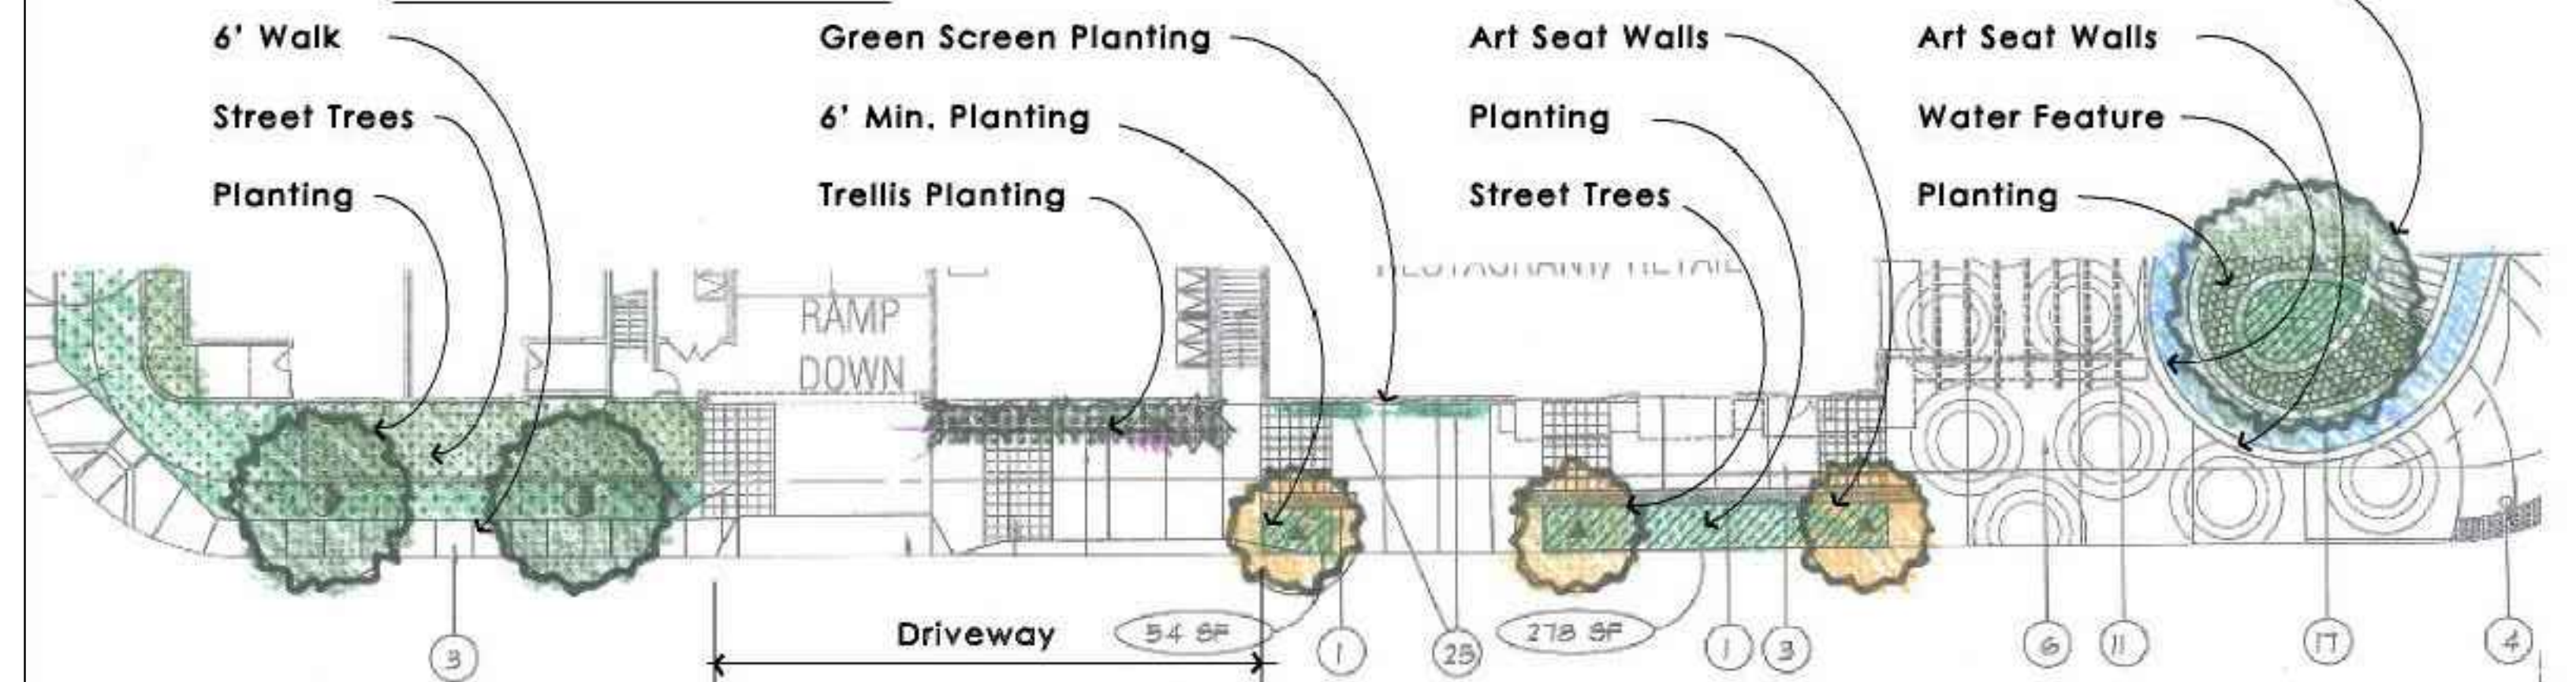 6' Walk
Street Trees
Planting
Green Screen Planting
6' Min. Planting
Trellis Planting
Art Seat Walls
Planting
Street Trees
Art Seat Walls
Water Feature
Planting
RAMP
DOWN
Driveway
54 SF
278 SF
3
1
25
1
3
6
11
17
4